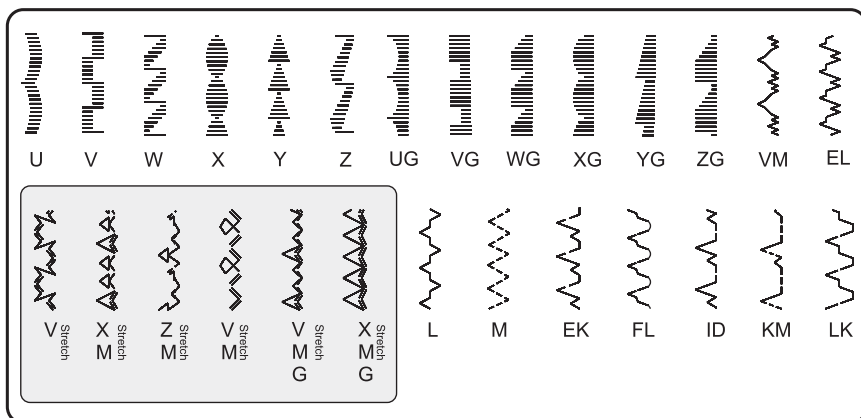 U V W X Y Z UG VG WG XG YG ZG VM EL
V Stretch X M Stretch Z M Stretch V M Stretch V M G Stretch X M G Stretch L M EK FL ID KM LK